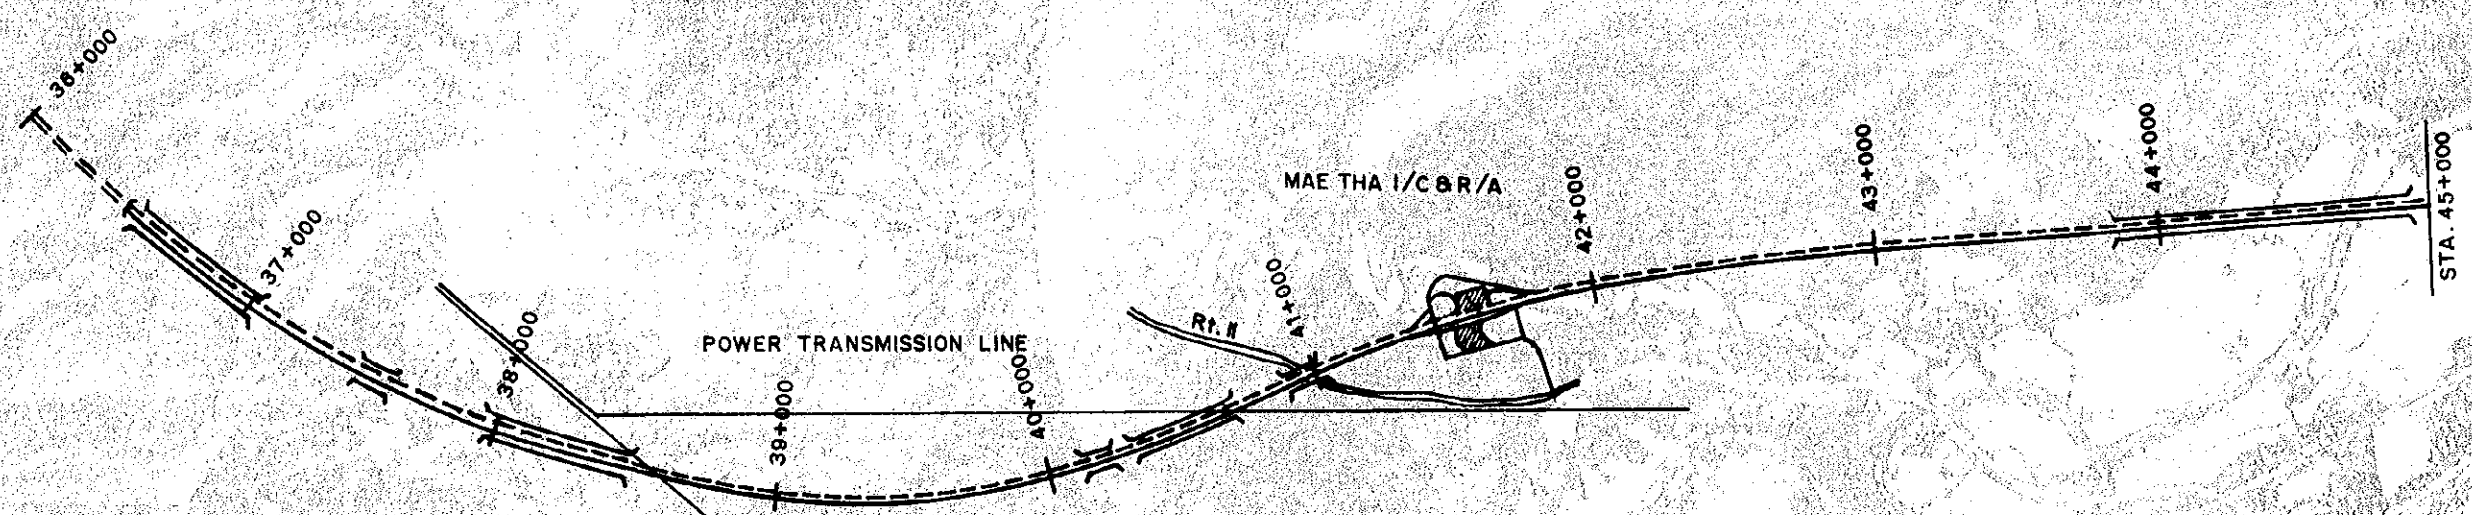 36+000
37+000
38+000
POWER TRANSMISSION LINE
39+000
40+000
Rt. 11
41+000
MAE THA I/C & R/A
42+000
43+000
44+000
STA. 45+000